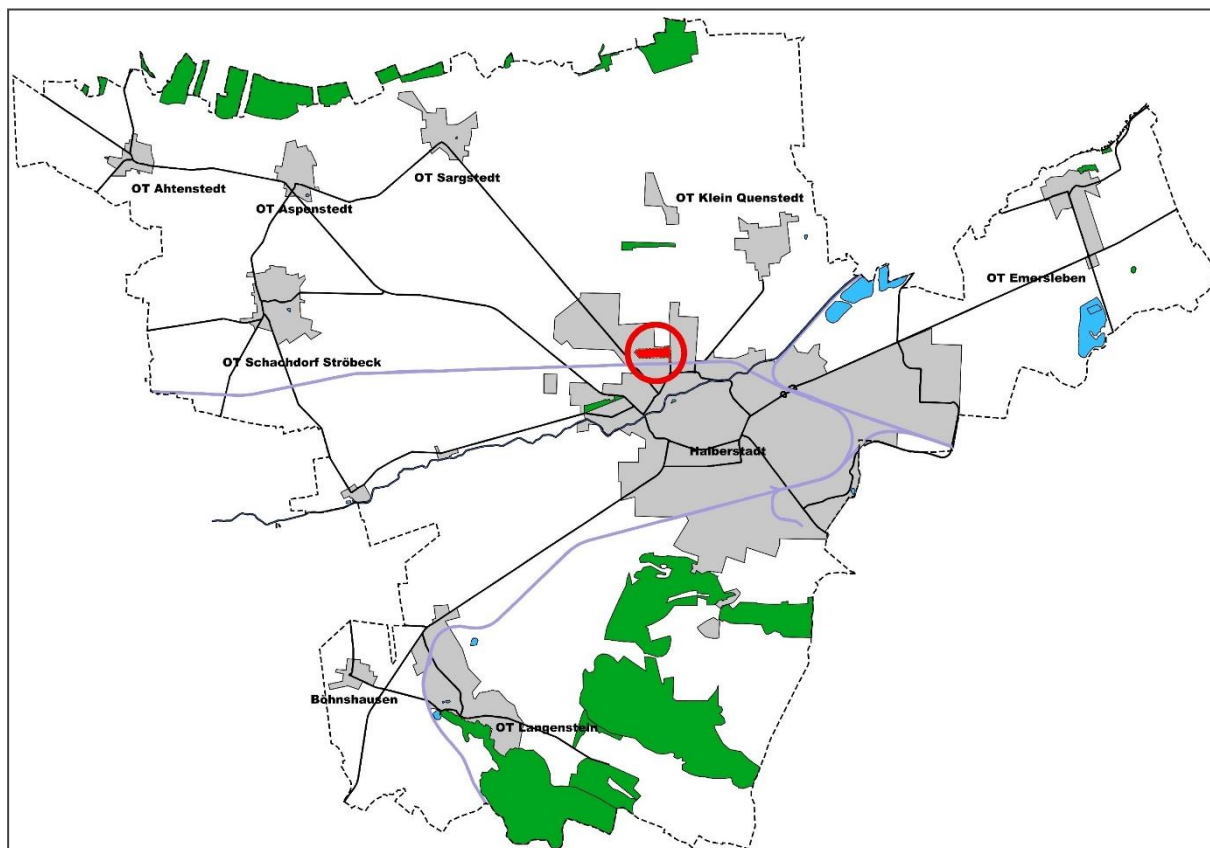 OT Ahtenstedt
OT Aspenstedt
OT Sargstedt
OT Klein Quenstedt
OT Emersleben
OT Schachdorf Ströbeck
Halberstadt
Böhnshausen
OT Langenstein